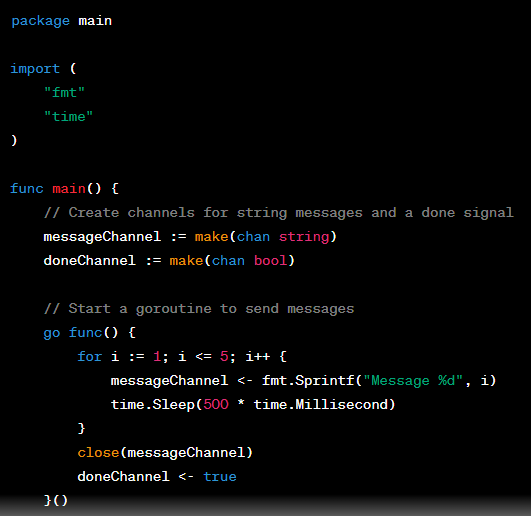 package main
import (
"fmt"
"time"
)
func main() {
// Create channels for string messages and a done signal
messageChannel := make(chan string)
doneChannel := make(chan bool)
// Start a goroutine to send messages
go func() {
for i := 1; i <= 5; i++ {
messageChannel <- fmt.Sprintf("Message %d", i)
time.Sleep(500 * time.Millisecond)
}
close(messageChannel)
doneChannel <- true
}()